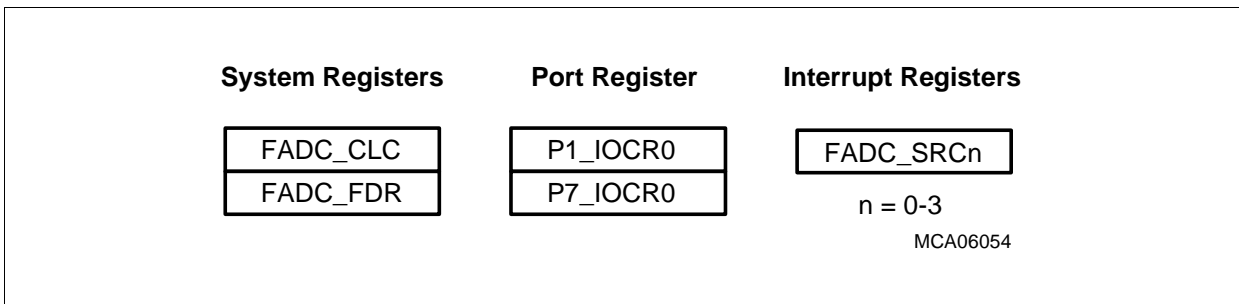 System Registers
Port Register
Interrupt Registers
FADC_CLC
FADC_FDR
P1_IOCR0
P7_IOCR0
FADC_SRCn
n = 0-3
MCA06054